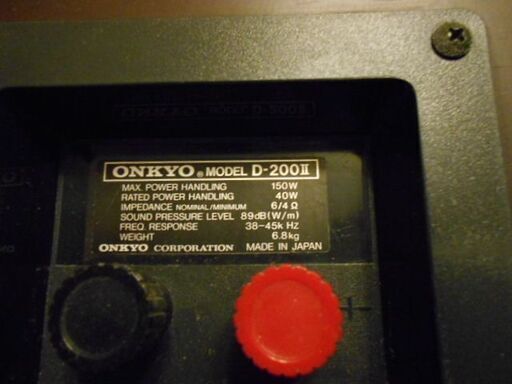 ONKYO® MODEL D-200II
MAX. POWER HANDLING 150W
RATED POWER HANDLING 40W
IMPEDANCE NOMINAL/MINIMUM 6/4 Ω
SOUND PRESSURE LEVEL 89dB(W/m)
FREQ. RESPONSE 38-45k Hz
WEIGHT 6.8kg
ONKYO CORPORATION MADE IN JAPAN
+